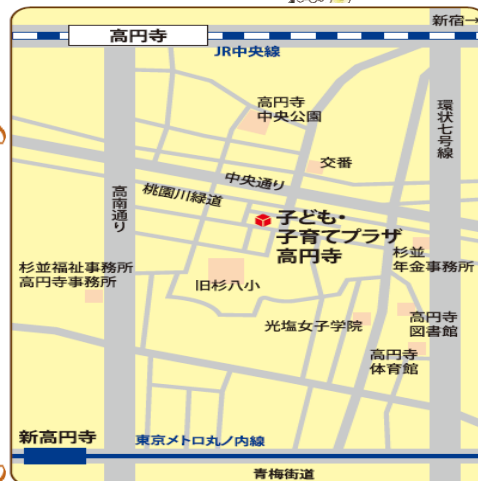 新宿→
高円寺
JR中央線
高円寺
中央公園
環状七号線
交番
中央通り
桃園川緑道
高南通り
子ども・
子育てプラザ
高円寺
杉並
年金事務所
杉並福祉事務所
高円寺事務所
旧杉八小
光塩女子学院
高円寺
図書館
高円寺
体育館
新高円寺
東京メトロ丸ノ内線
青梅街道